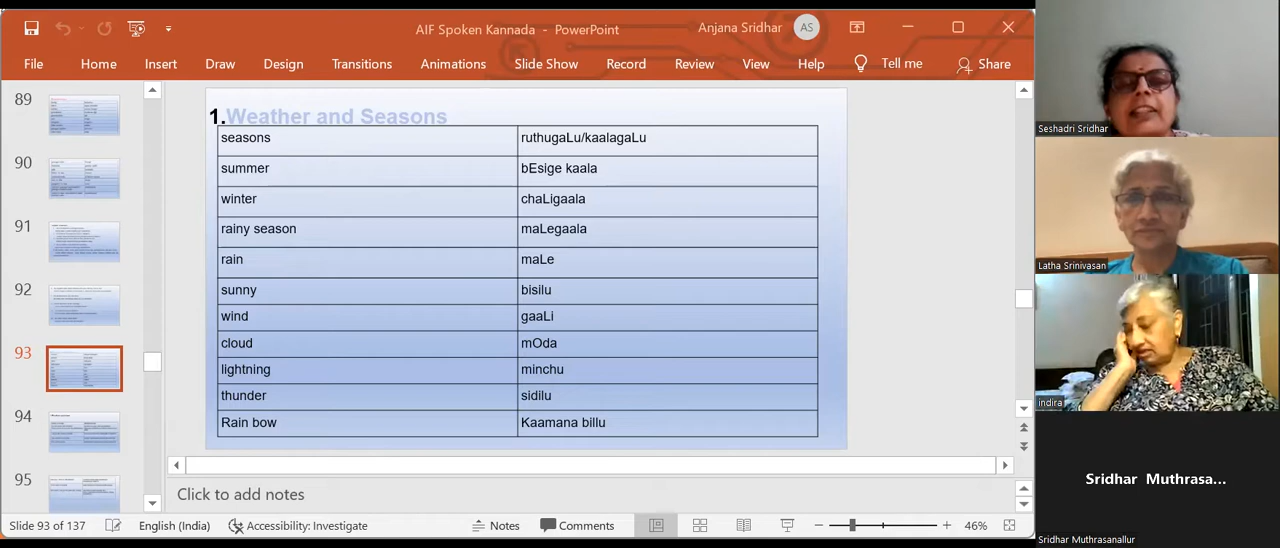 AIF Spoken Kannada - PowerPoint
Anjana Sridhar
AS
File Home Insert Draw Design Transitions Animations Slide Show Record Review View Help Tell me Share
89
90
91
92
93
94
95
1.Weather and Seasons
seasons ruthugaLu/kaalagaLu
summer bEsige kaala
winter chaLigaala
rainy season maLegaala
rain maLe
sunny bisilu
wind gaaLi
cloud mOda
lightning minchu
thunder sidilu
Rain bow Kaamana billu
Click to add notes
Slide 93 of 137 English (India) Accessibility: Investigate Notes Comments 46%
Seshadri Sridhar
Latha Srinivasan
indira
Sridhar Muthrasa...
Sridhar Muthrasanallur